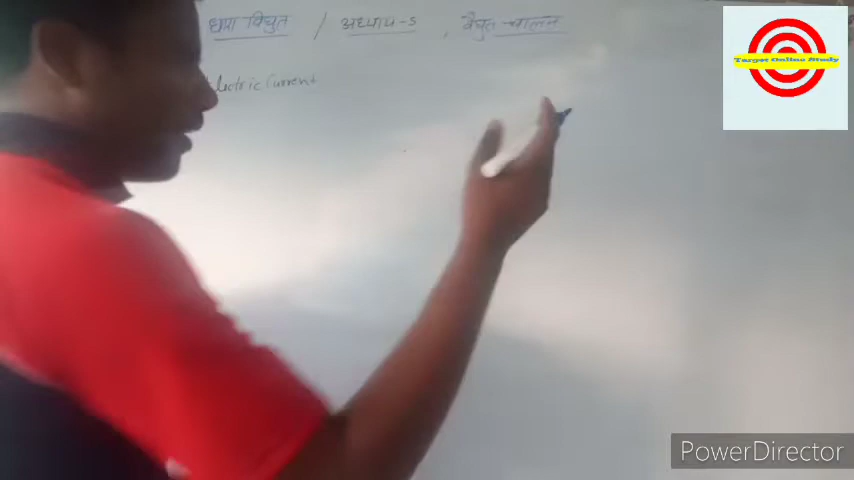 धारा विद्युत / अध्याय-5, वैद्युत चालन
Electric Current
Target Online Study
PowerDirector